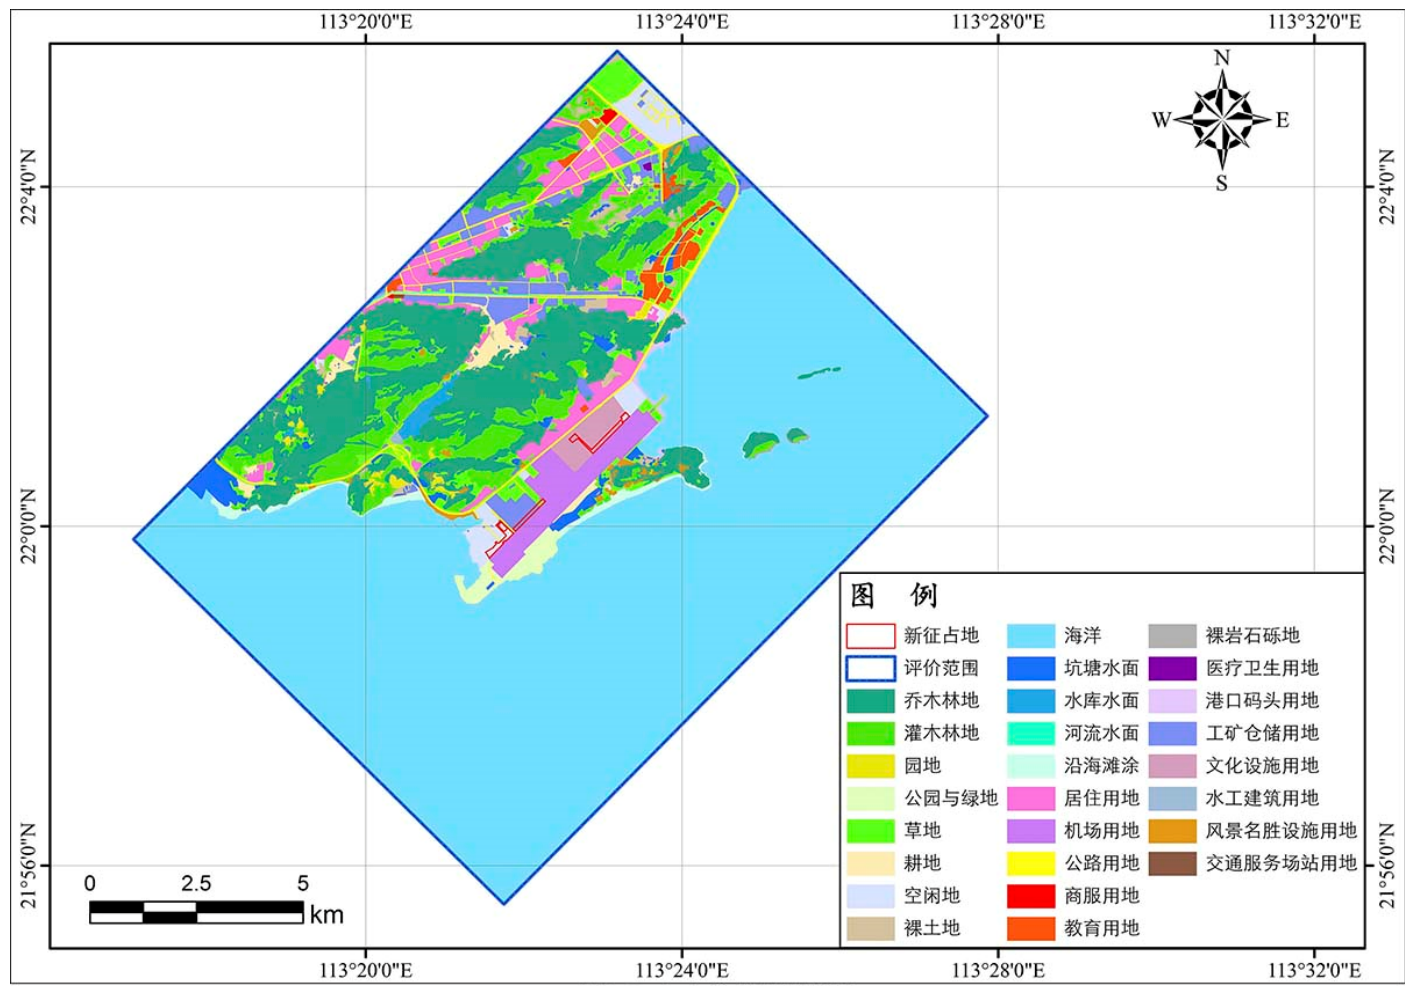 113°20'0"E 113°24'0"E 113°28'0"E 113°32'0"E
N
W E
S
22°4'0"N 22°4'0"N
22°0'0"N 22°0'0"N
21°56'0"N 21°56'0"N
图 例
新征占地 海洋 裸岩石砾地
评价范围 坑塘水面 医疗卫生用地
乔木林地 水库水面 港口码头用地
灌木林地 河流水面 工矿仓储用地
园地 沿海滩涂 文化设施用地
公园与绿地 居住用地 水工建筑用地
草地 机场用地 风景名胜设施用地
耕地 公路用地 交通服务场站用地
空闲地 商服用地
裸土地 教育用地
0 2.5 5
km
113°20'0"E 113°24'0"E 113°28'0"E 113°32'0"E